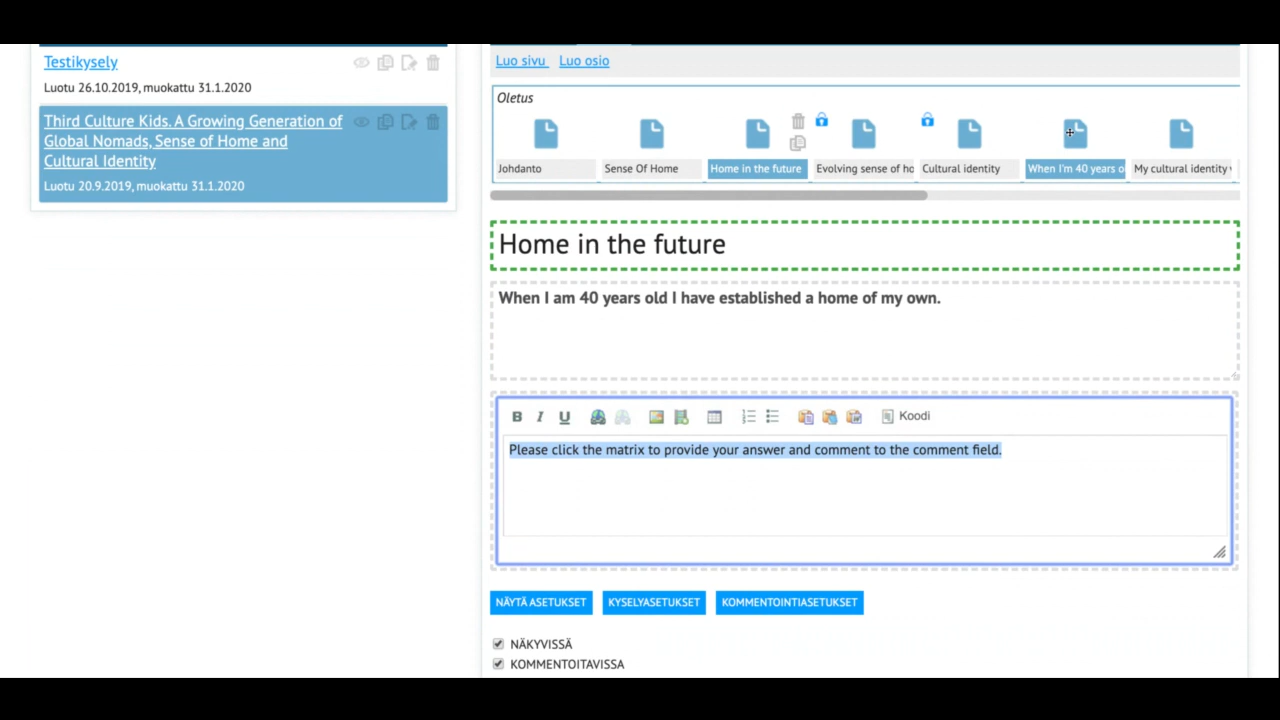 Testikysely
Luotu 26.10.2019, muokattu 31.1.2020
Third Culture Kids. A Growing Generation of
Global Nomads, Sense of Home and
Cultural Identity
Luotu 20.9.2019, muokattu 31.1.2020
Luo sivu Luo osio
Oletus
Johdanto
Sense Of Home
Home in the future
Evolving sense of ho
Cultural identity
When I'm 40 years o
My cultural identity
Home in the future
When I am 40 years old I have established a home of my own.
B I U Koodi
Please click the matrix to provide your answer and comment to the comment field.
NÄYTÄ ASETUKSET KYSELYASETUKSET KOMMENTOINTIASETUKSET
NÄKYVISSÄ
KOMMENTOITAVISSA